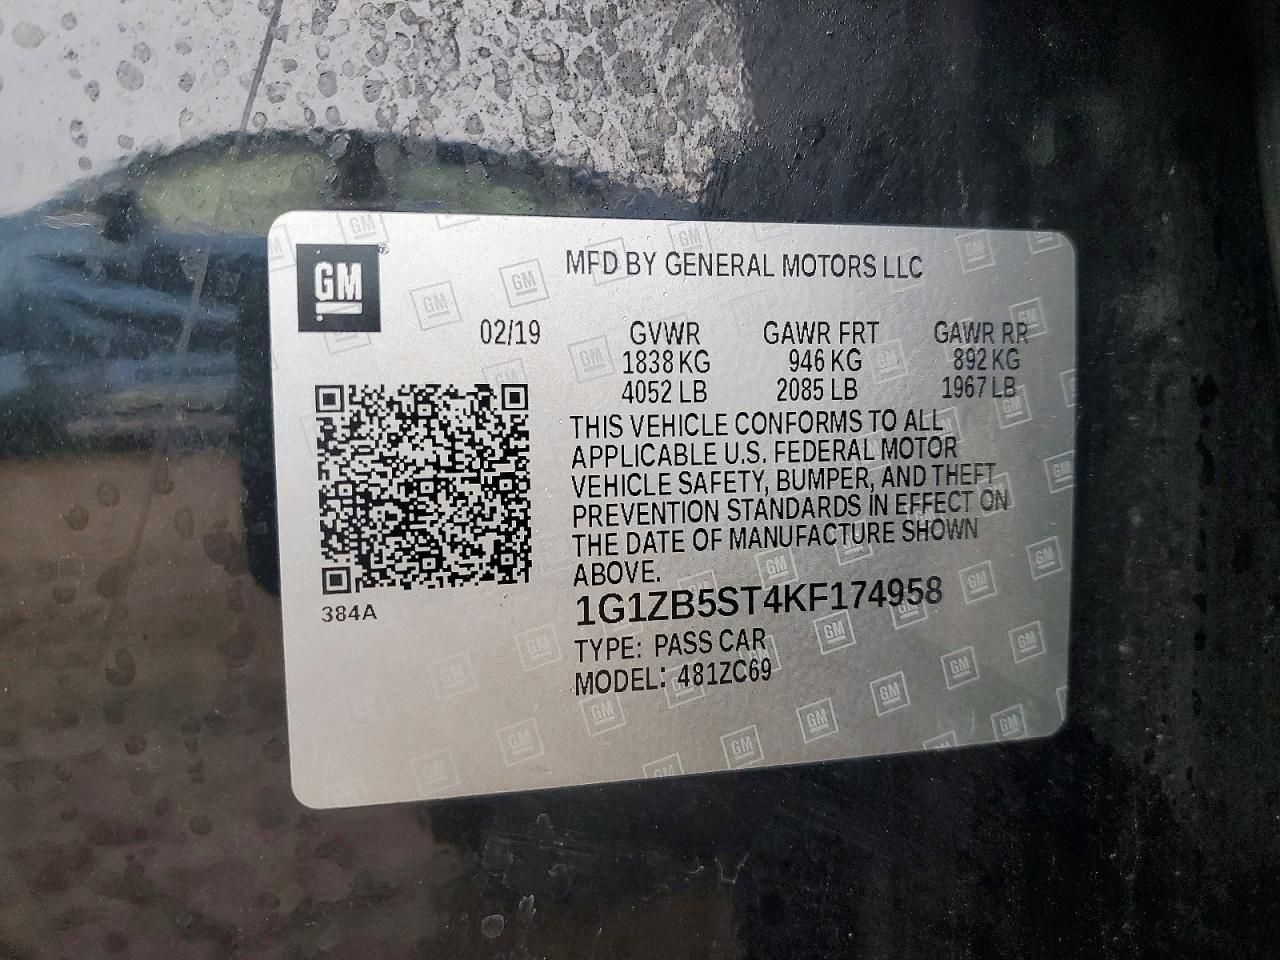 GM
MFD BY GENERAL MOTORS LLC
02/19 GVWR GAWR FRT GAWR RR
1838 KG 946 KG 892 KG
4052 LB 2085 LB 1967 LB
THIS VEHICLE CONFORMS TO ALL
APPLICABLE U.S. FEDERAL MOTOR
VEHICLE SAFETY, BUMPER, AND THEFT
PREVENTION STANDARDS IN EFFECT ON
THE DATE OF MANUFACTURE SHOWN
ABOVE.
384A
1G1ZB5ST4KF174958
TYPE: PASS CAR
MODEL: 481ZC69